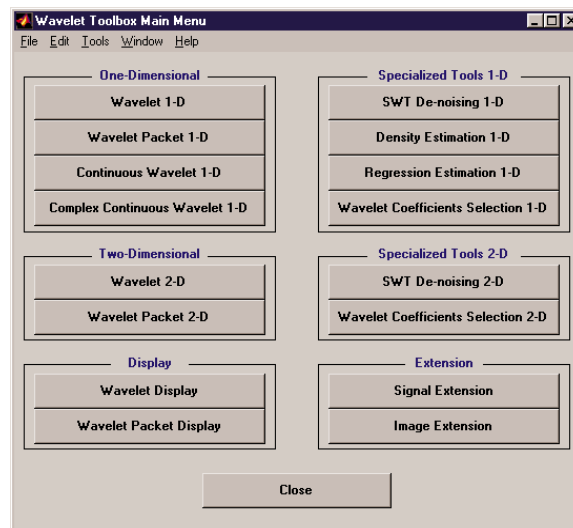 Wavelet Toolbox Main Menu
File Edit Tools Window Help
One-Dimensional
Wavelet 1-D
Wavelet Packet 1-D
Continuous Wavelet 1-D
Complex Continuous Wavelet 1-D
Specialized Tools 1-D
SWT De-noising 1-D
Density Estimation 1-D
Regression Estimation 1-D
Wavelet Coefficients Selection 1-D
Two-Dimensional
Wavelet 2-D
Wavelet Packet 2-D
Specialized Tools 2-D
SWT De-noising 2-D
Wavelet Coefficients Selection 2-D
Display
Wavelet Display
Wavelet Packet Display
Extension
Signal Extension
Image Extension
Close